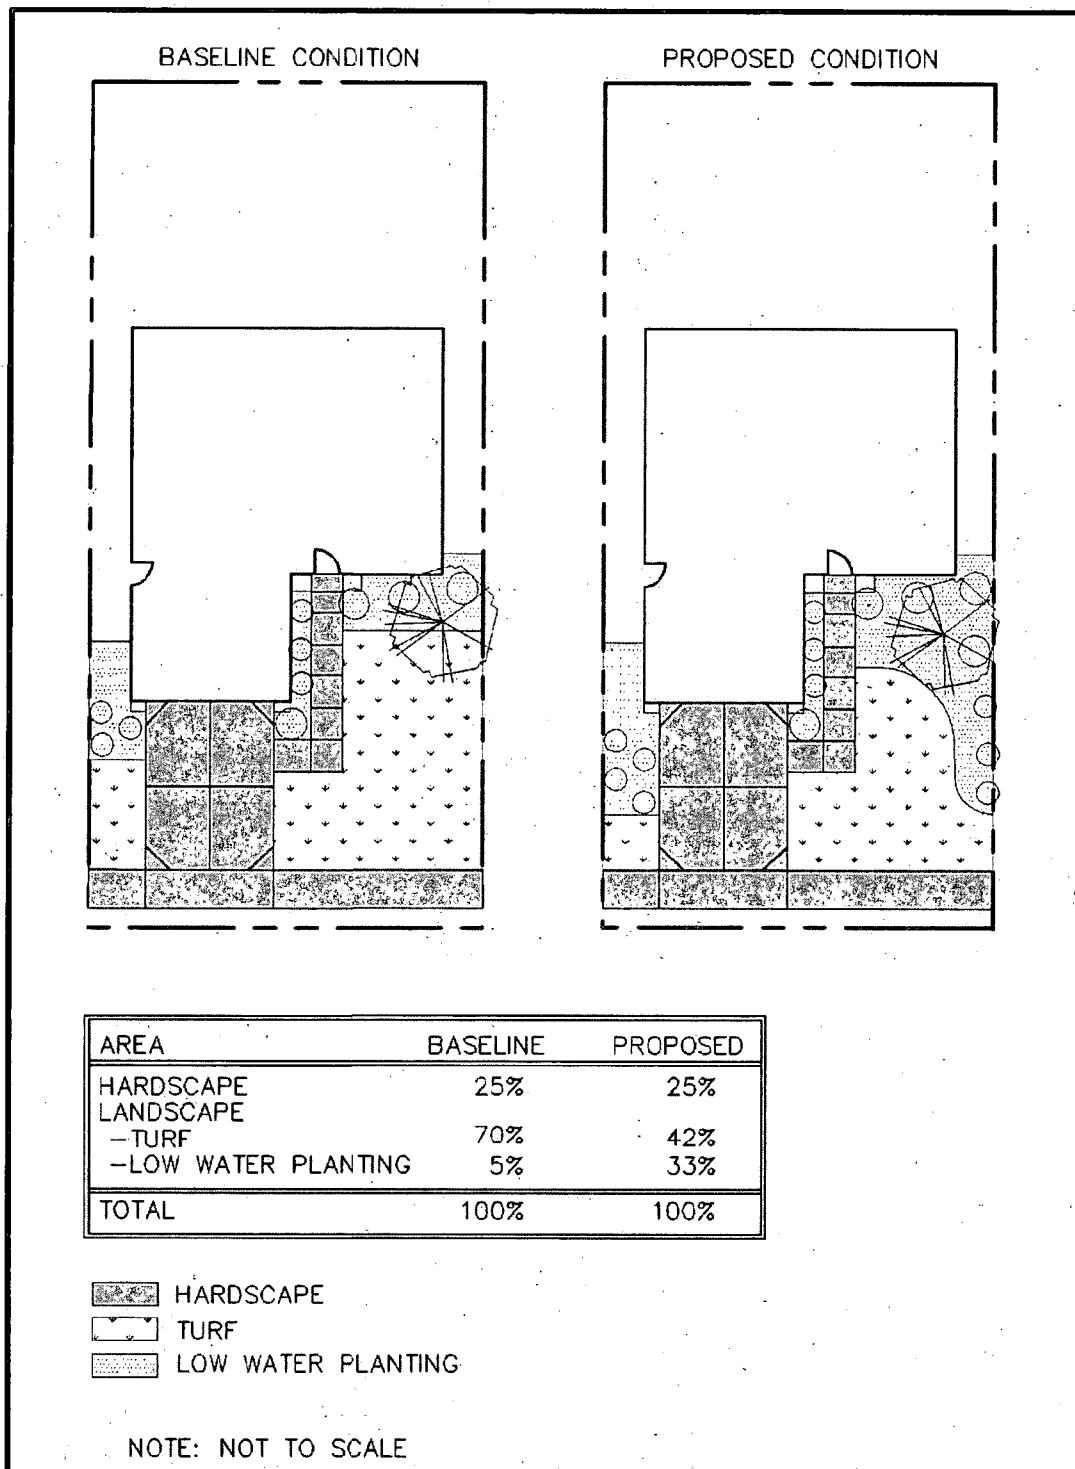 BASELINE CONDITION
PROPOSED CONDITION
AREA BASELINE PROPOSED
HARDSCAPE 25% 25%
LANDSCAPE
-TURF 70% 42%
-LOW WATER PLANTING 5% 33%
TOTAL 100% 100%
HARDSCAPE
TURF
LOW WATER PLANTING
NOTE: NOT TO SCALE